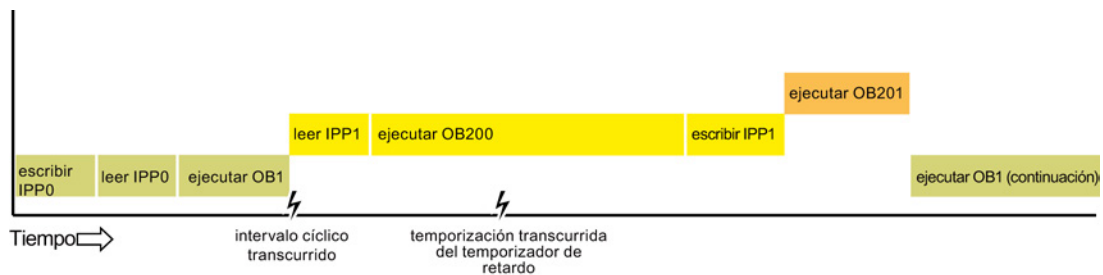 ejecutar OB201
leer IPP1
ejecutar OB200
escribir IPP1
escribir
IPP0
leer IPP0
ejecutar OB1
ejecutar OB1 (continuación)
Tiempo
intervalo cíclico
transcurrido
temporización transcurrida
del temporizador de
retardo